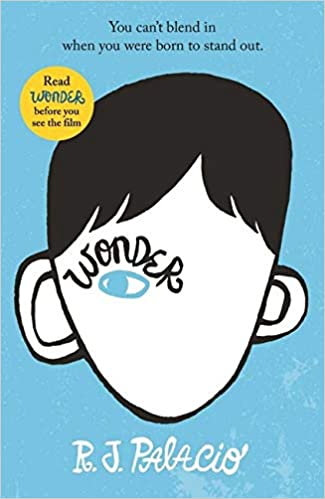 You can't blend in
when you were born to stand out.
Read
WONDER
before you
see the film
WONDER
R. J. PALACIO